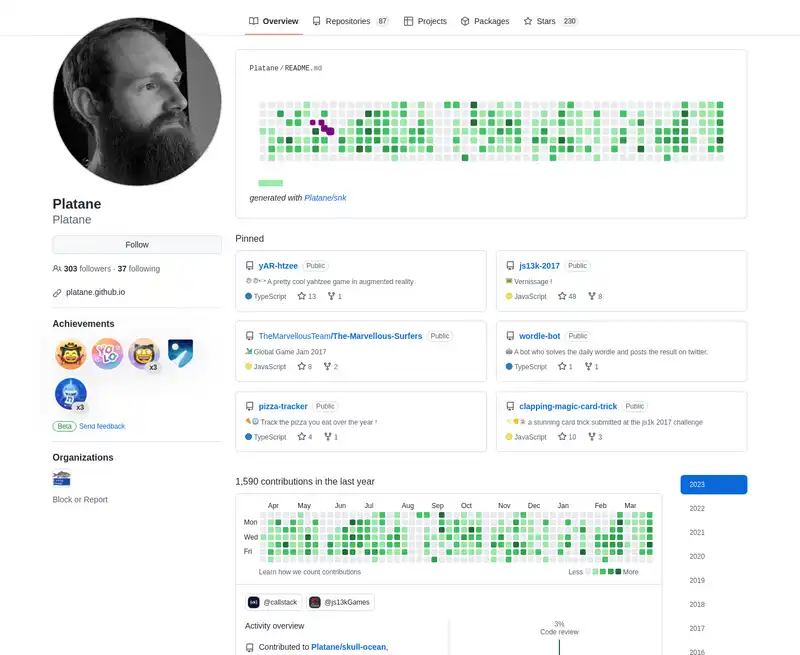 Overview Repositories 87 Projects Packages Stars 230
Platane/README.md
generated with Platane/snk
Platane
Platane
Follow
303 followers · 37 following
platane.github.io
Achievements
x3
x3
Beta Send feedback
Organizations
Block or Report
Pinned
yAR-htzee Public
A pretty cool yahtzee game in augmented reality
TypeScript 13 1
js13k-2017 Public
Vernissage !
JavaScript 48 8
TheMarvellousTeam/The-Marvellous-Surfers Public
Global Game Jam 2017
JavaScript 8 2
wordle-bot Public
A bot who solves the daily wordle and posts the result on twitter.
TypeScript 1 1
pizza-tracker Public
Track the pizza you eat over the year !
TypeScript 4 1
clapping-magic-card-trick Public
a stunning card trick submitted at the js1k 2017 challenge
JavaScript 10 3
1,590 contributions in the last year
Apr May Jun Jul Aug Sep Oct Nov Dec Jan Feb Mar
Mon
Wed
Fri
Learn how we count contributions Less More
@callstack @js13kGames
Activity overview
Contributed to Platane/skull-ocean,
3%
Code review
2023
2022
2021
2020
2019
2018
2017
2016